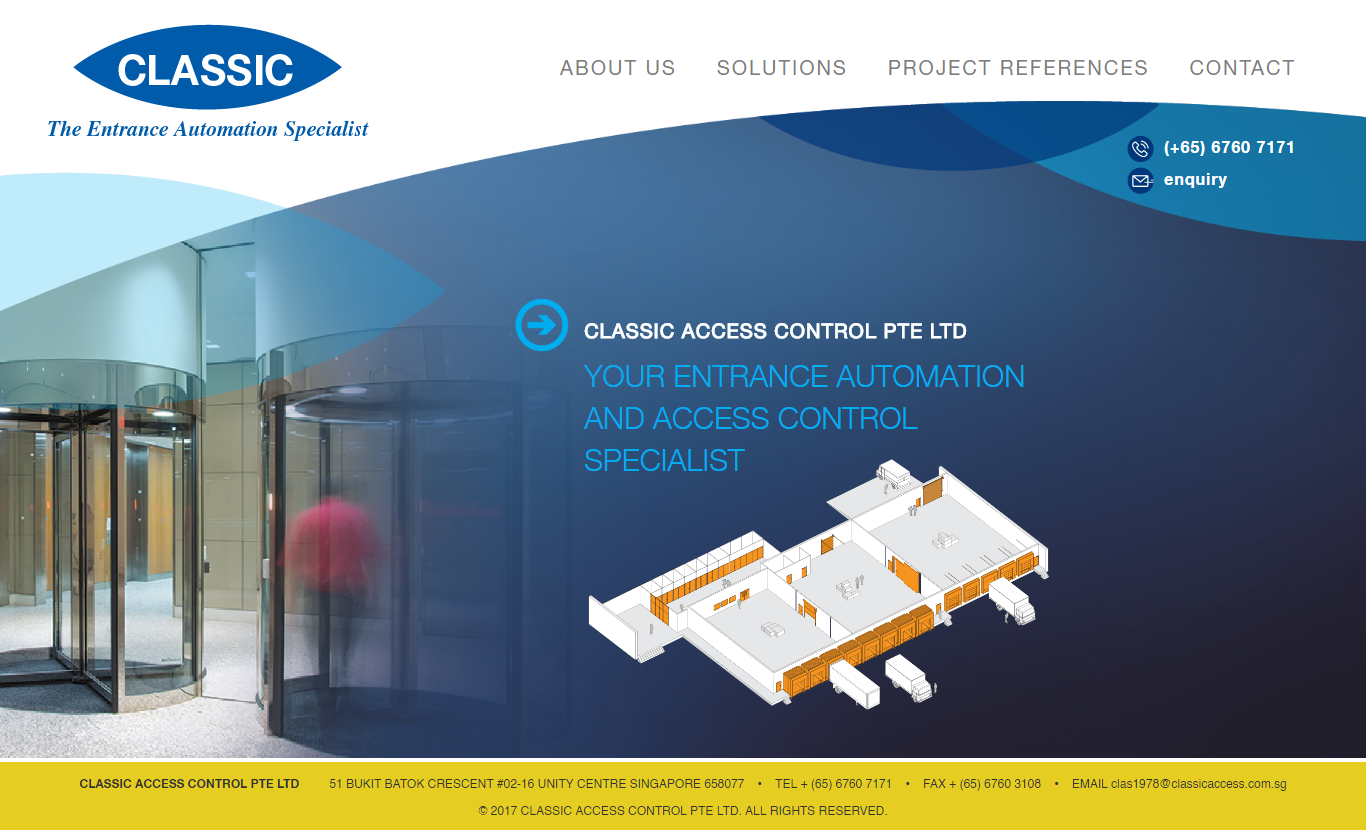 CLASSIC
The Entrance Automation Specialist
ABOUT US SOLUTIONS PROJECT REFERENCES CONTACT
(+65) 6760 7171
enquiry
CLASSIC ACCESS CONTROL PTE LTD
YOUR ENTRANCE AUTOMATION
AND ACCESS CONTROL
SPECIALIST
CLASSIC ACCESS CONTROL PTE LTD 51 BUKIT BATOK CRESCENT #02-16 UNITY CENTRE SINGAPORE 658077 • TEL + (65) 6760 7171 • FAX + (65) 6760 3108 • EMAIL clas1978@classicaccess.com.sg
© 2017 CLASSIC ACCESS CONTROL PTE LTD. ALL RIGHTS RESERVED.